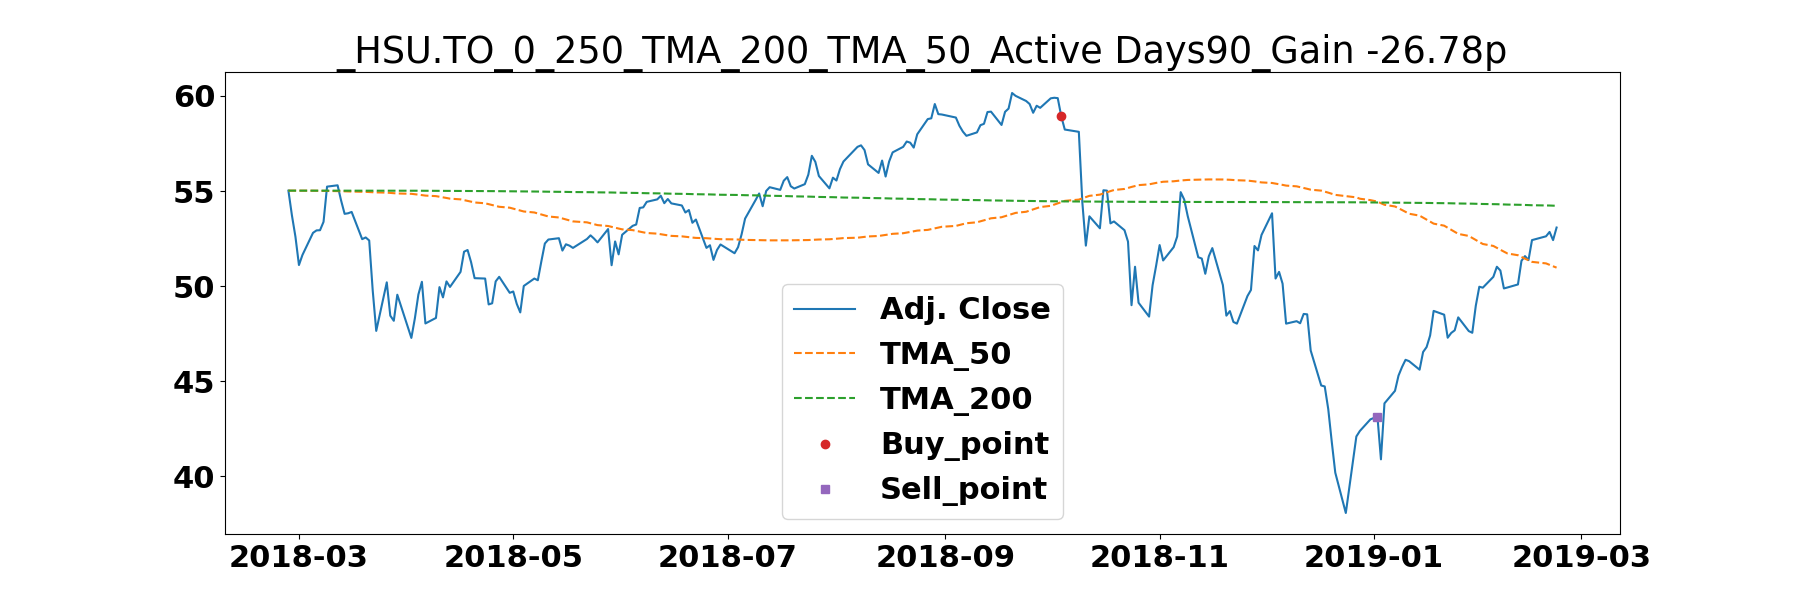 _HSU.TO_0_250_TMA_200_TMA_50_Active Days90_Gain -26.78p
60
55
50
45
40
Adj. Close
TMA_50
TMA_200
Buy_point
Sell_point
2018-03 2018-05 2018-07 2018-09 2018-11 2019-01 2019-03